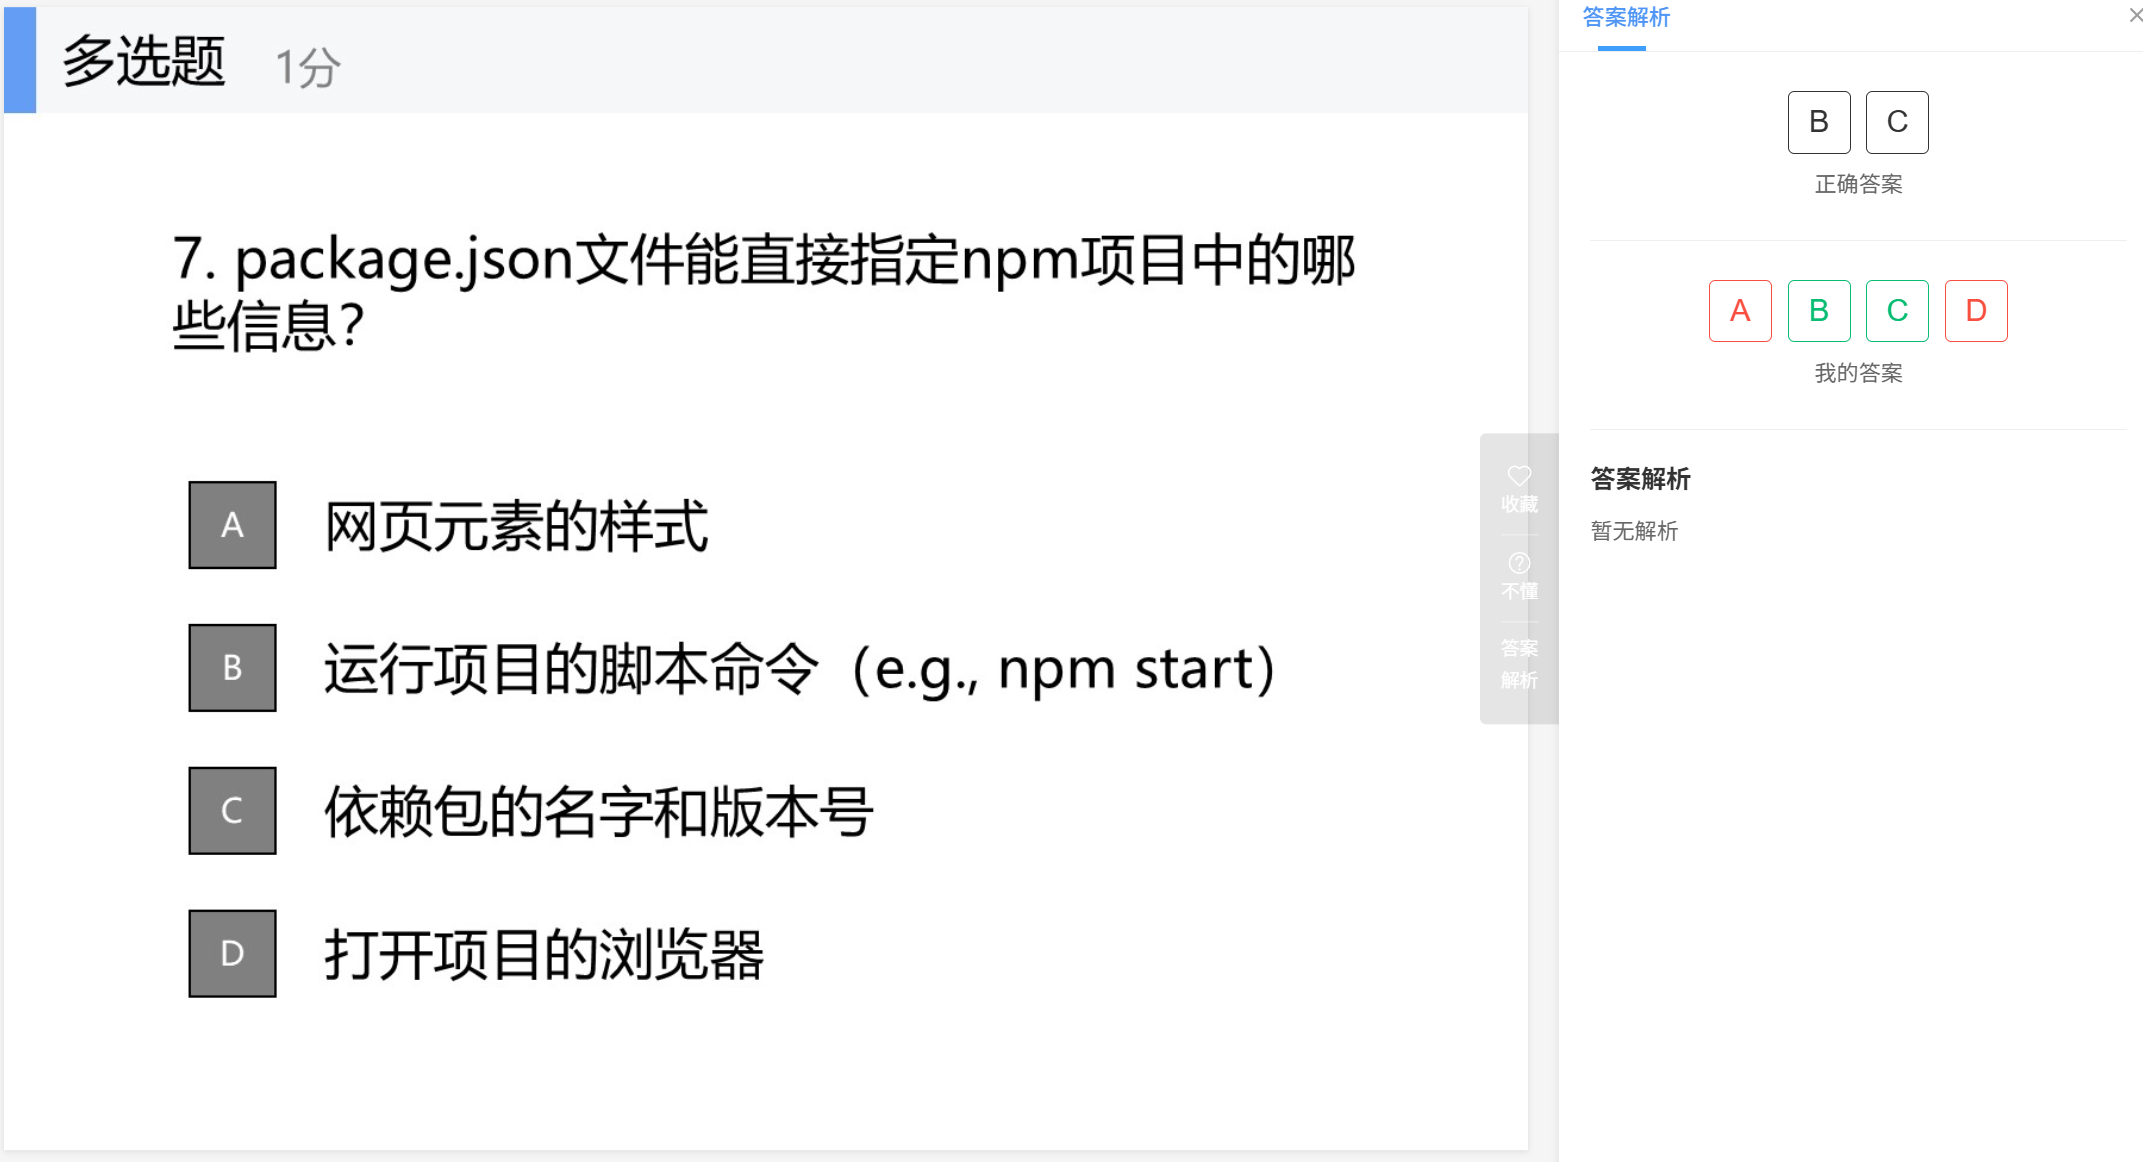 多选题 1分
7. package.json文件能直接指定npm项目中的哪
些信息？
A 网页元素的样式
B 运行项目的脚本命令（e.g., npm start）
C 依赖包的名字和版本号
D 打开项目的浏览器
收藏
不懂
答案
解析
答案解析
B C
正确答案
A B C D
我的答案
答案解析
暂无解析